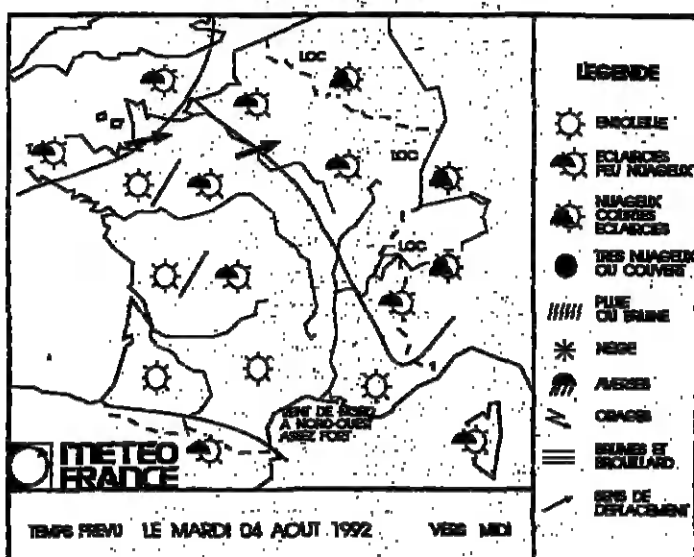 LOC
LOC
LOC
VENT DE NORD
A NORD-OUEST
ASSEZ FORT
METEO
FRANCE
TEMPS PREVU LE MARDI 04 AOUT 1992 VERS MIDI
LEGENDE
ENSOLEILLE
ECLAIRCIES
PEU NUAGEUX
NUAGEUX
COURTES
ECLAIRCIES
TRES NUAGEUX
OU COUVERT
PLUIE
OU BRUINE
NEIGE
AVERSES
ORAGES
BRUMES ET
BROUILLARD
SENS DE
DEPLACEMENT